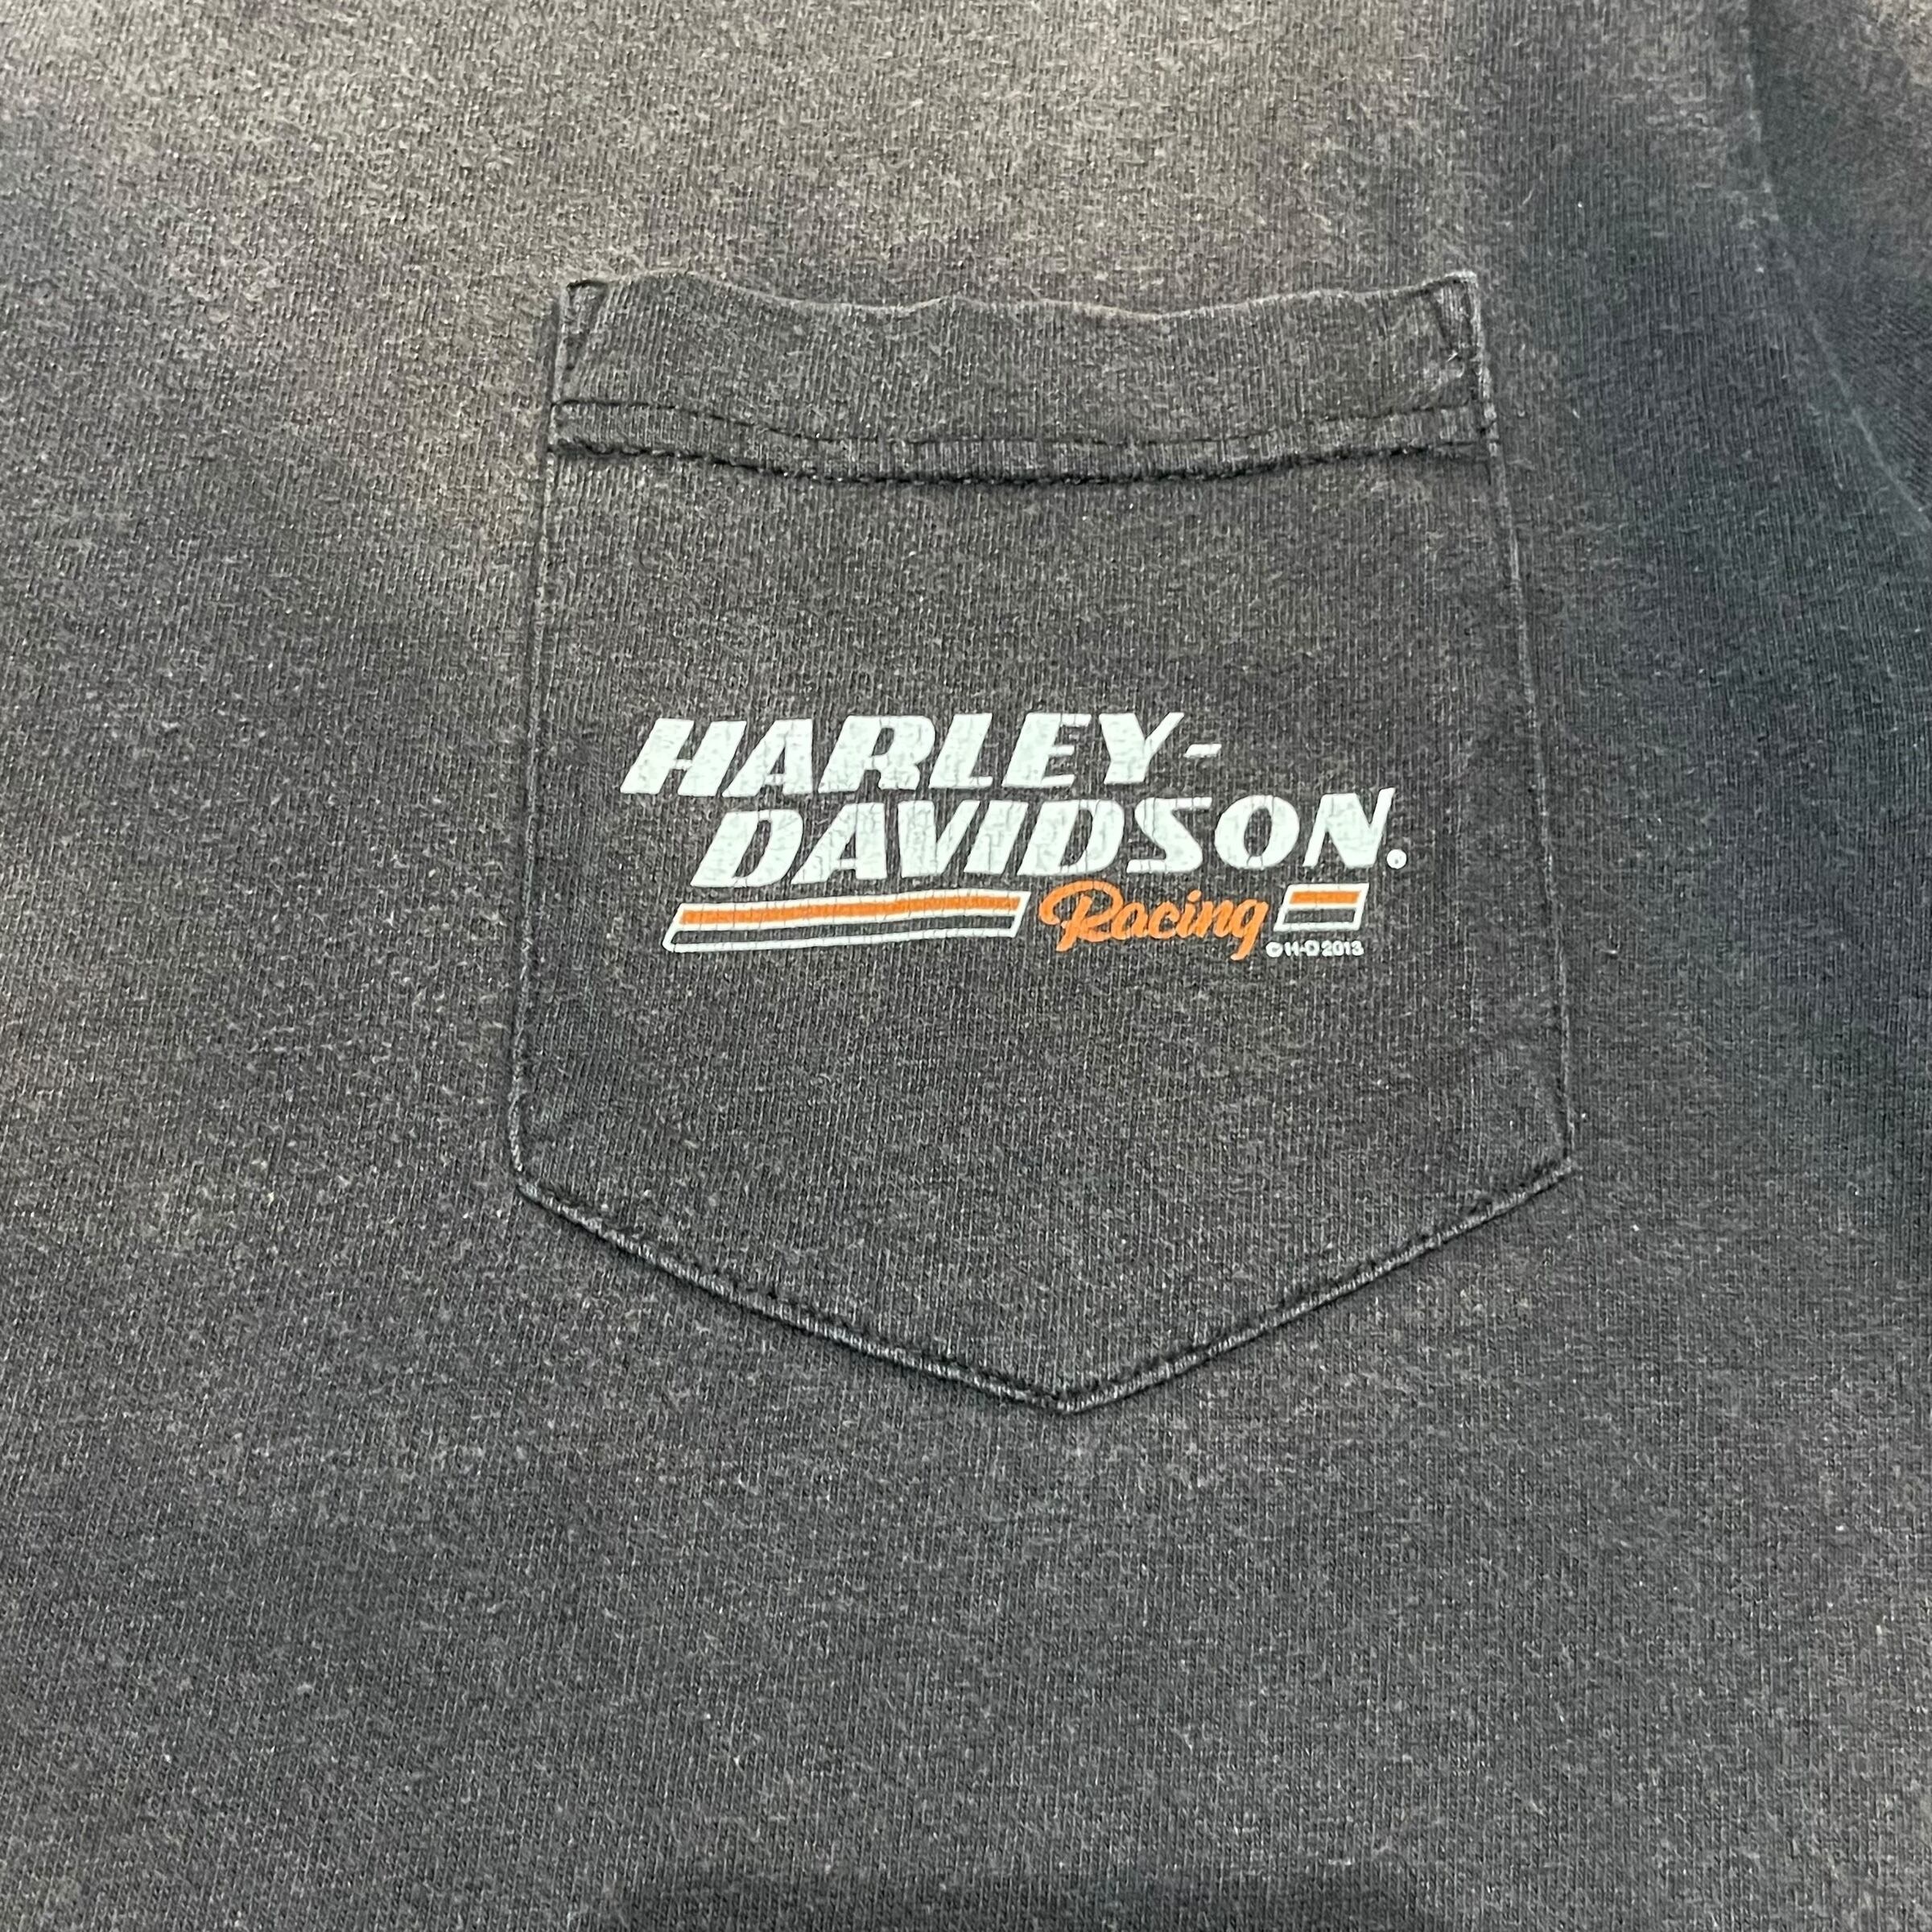 HARLEY-
DAVIDSON.
Racing
© H-D 2013